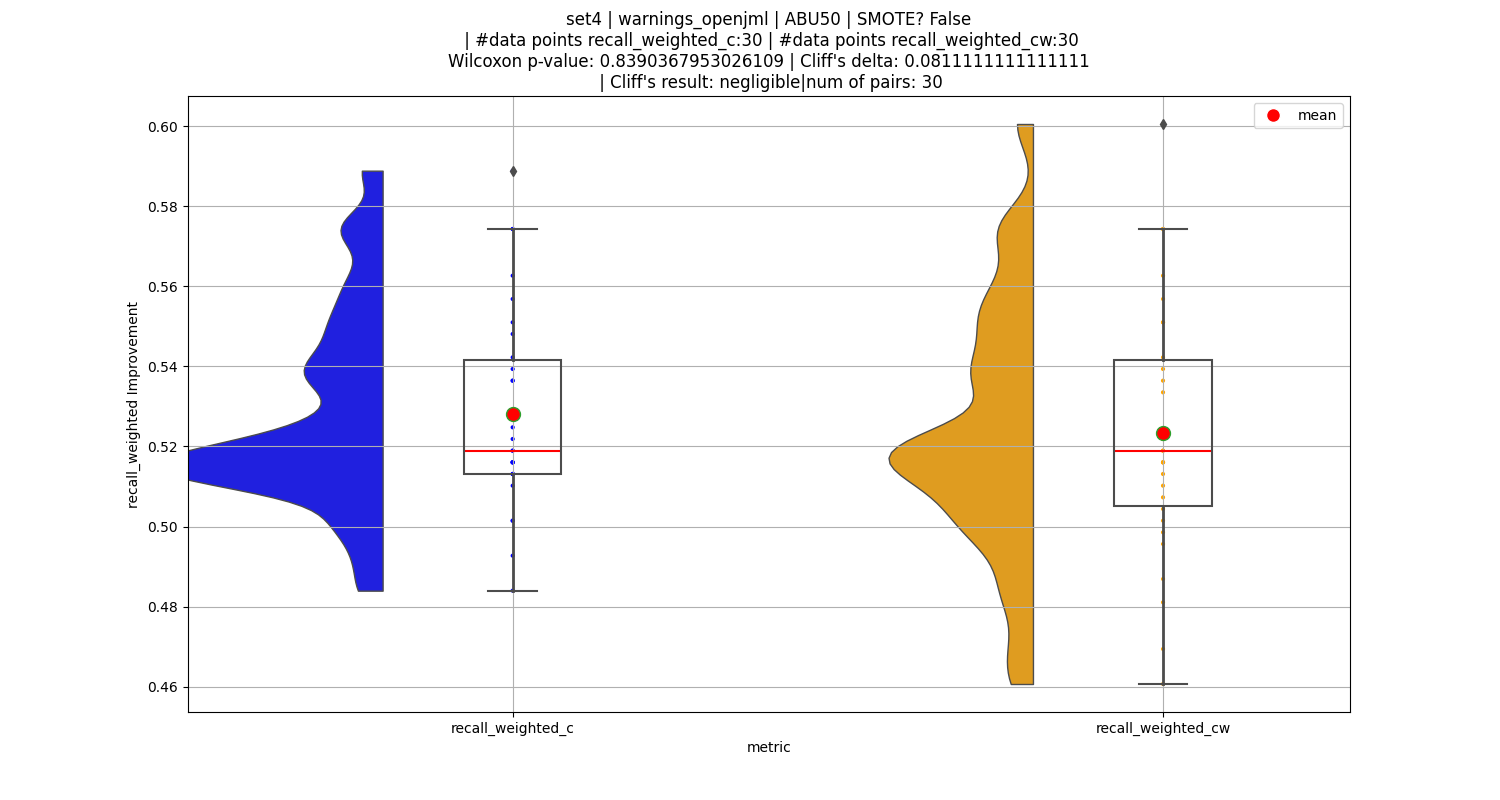 set4 | warnings_openjml | ABU50 | SMOTE? False
| #data points recall_weighted_c:30 | #data points recall_weighted_cw:30
Wilcoxon p-value: 0.8390367953026109 | Cliff's delta: 0.0811111111111111
| Cliff's result: negligible|num of pairs: 30
mean
0.60
0.58
0.56
0.54
0.52
0.50
0.48
0.46
recall_weighted Improvement
recall_weighted_c
recall_weighted_cw
metric